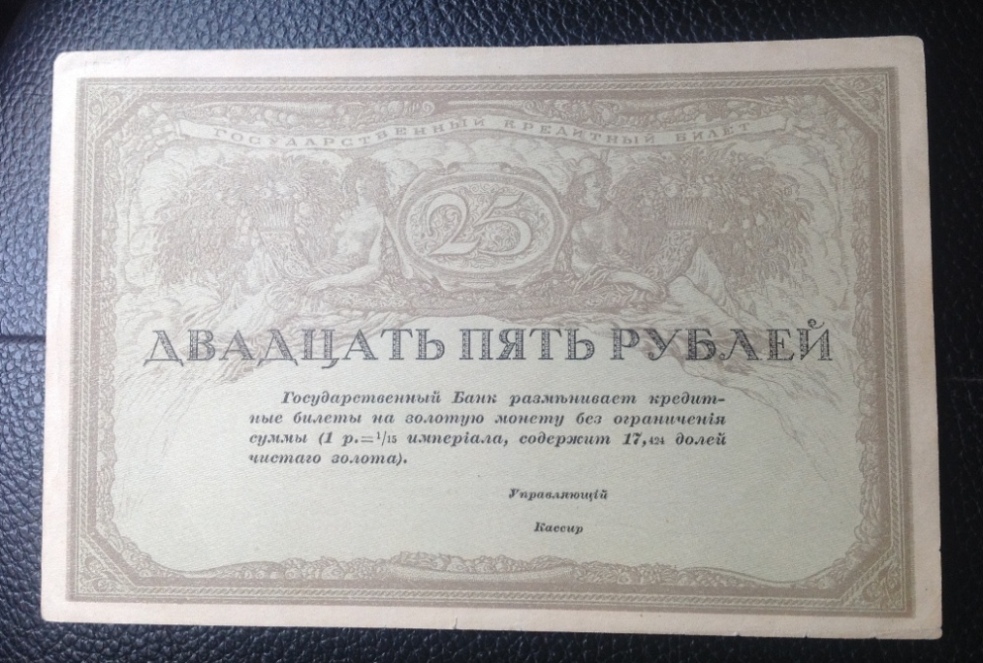 ГОСУДАРСТВЕННЫЙ КРЕДИТНЫЙ БИЛЕТ
25
ДВАДЦАТЬ ПЯТЬ РУБЛЕЙ
Государственный Банк размѣнивает кредит-
ные билеты на золотую монету без ограниченія
суммы (1 р.=1/15 имперіала, содержит 17,424 долей
чистаго золота).
Управляющій
Кассир